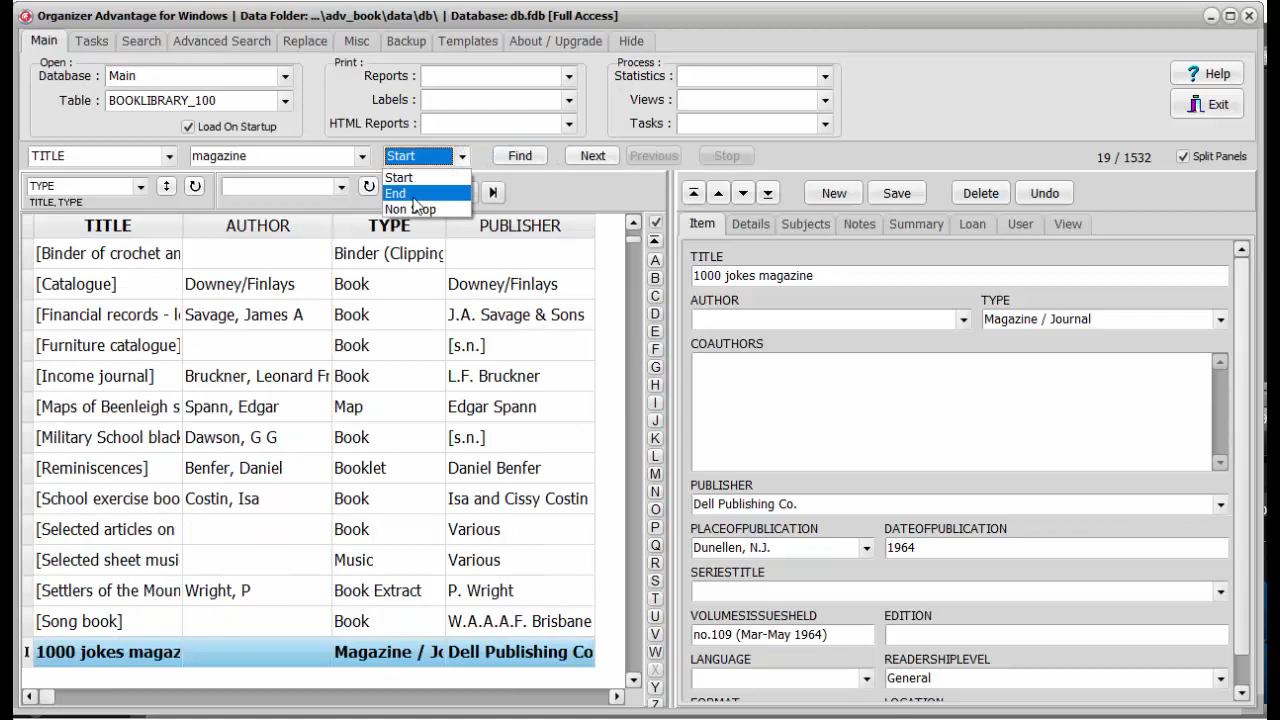 Organizer Advantage for Windows | Data Folder: ...\adv_book\data\db\ | Database: db.fdb [Full Access]
Main Tasks Search Advanced Search Replace Misc Backup Templates About / Upgrade Hide
Open: Print: Process:
Database: Main Reports: Statistics: Help
Table: BOOKLIBRARY_100 Labels: Views: Exit
Load On Startup HTML Reports: Tasks:
TITLE magazine Start Find Next Previous Stop 19 / 1532 Split Panels
Start
End
TYPE New Save Delete Undo
TITLE, TYPE
TITLE AUTHOR TYPE PUBLISHER
[Binder of crochet an Binder (Clipping
[Catalogue] Downey/Finlays Book Downey/Finlays
[Financial records - l Savage, James A Book J.A. Savage & Sons
[Furniture catalogue] Book [s.n.]
[Income journal] Bruckner, Leonard Fr Book L.F. Bruckner
[Maps of Beenleigh s Spann, Edgar Map Edgar Spann
[Military School black Dawson, G G Book [s.n.]
[Reminiscences] Benfer, Daniel Booklet Daniel Benfer
[School exercise boo Costin, Isa Book Isa and Cissy Costin
[Selected articles on Book Various
[Selected sheet musi Music Various
[Settlers of the Moun Wright, P Book Extract P. Wright
[Song book] Book W.A.A.A.F. Brisbane
I 1000 jokes magaz Magazine / Jo Dell Publishing Co
A
B
C
D
E
F
G
H
I
J
K
L
M
N
O
P
Q
R
S
T
U
V
W
X
Y
Item Details Subjects Notes Summary Loan User View
TITLE
1000 jokes magazine
AUTHOR TYPE
Magazine / Journal
COAUTHORS
PUBLISHER
Dell Publishing Co.
PLACEOFPUBLICATION DATEOFPUBLICATION
Dunellen, N.J. 1964
SERIESTITLE
VOLUMESISSUESHELD EDITION
no.109 (Mar-May 1964)
LANGUAGE READERSHIPLEVEL
General
FORMAT LOCATION